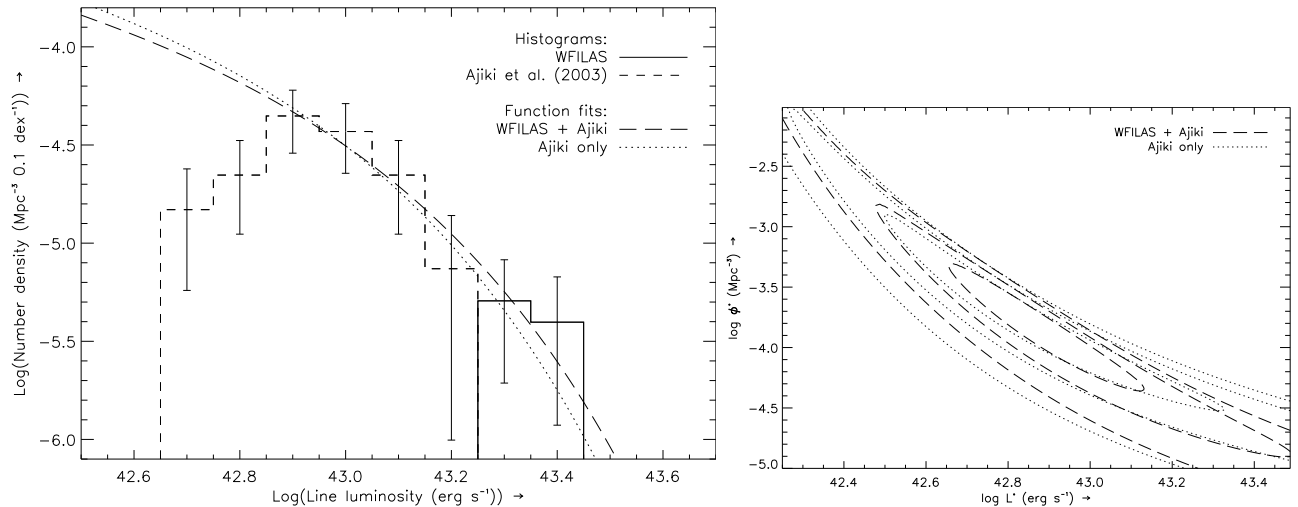 Histograms:
WFILAS
Ajiki et al. (2003)
Function fits:
WFILAS + Ajiki
Ajiki only
−4.0
−4.5
−5.0
−5.5
−6.0
Log(Number density (Mpc⁻³ 0.1 dex⁻¹)) →
42.6 42.8 43.0 43.2 43.4 43.6
Log(Line luminosity (erg s⁻¹)) →
WFILAS + Ajiki
Ajiki only
−2.5
−3.0
−3.5
−4.0
−4.5
−5.0
log ϕ* (Mpc⁻³) →
42.4 42.6 42.8 43.0 43.2 43.4
log L* (erg s⁻¹) →